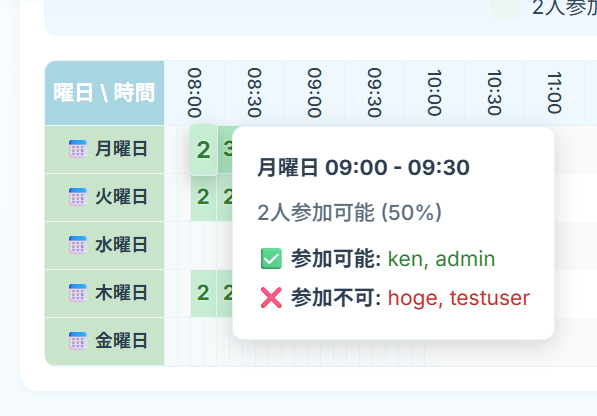 2人参加
曜日 \ 時間 08:00 08:30 09:00 09:30 10:00 10:30 11:00
月曜日 2 3
火曜日 2 2
水曜日
木曜日 2 2
金曜日
月曜日 09:00 - 09:30
2人参加可能 (50%)
✅ 参加可能: ken, admin
❌ 参加不可: hoge, testuser